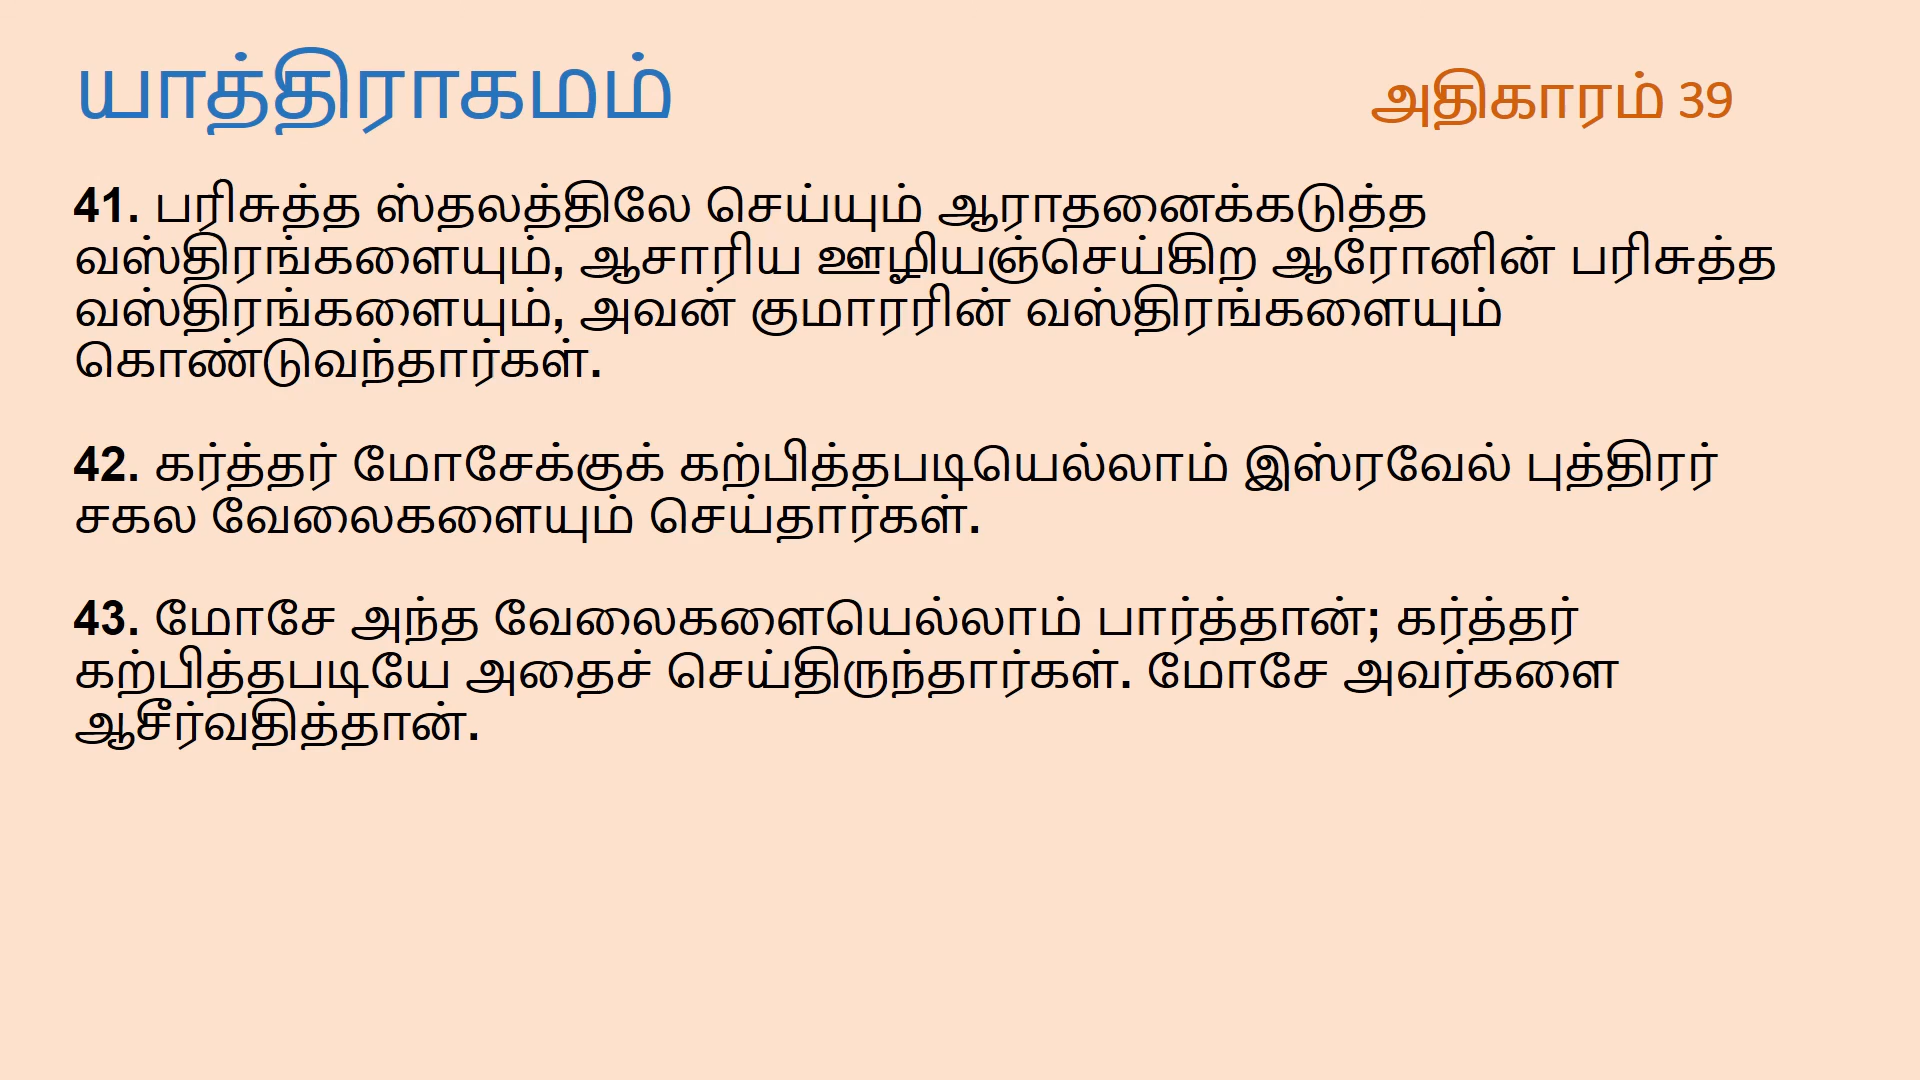 யாத்திராகமம்
அதிகாரம் 39
41. பரிசுத்த ஸ்தலத்திலே செய்யும் ஆராதனைக்கடுத்த
வஸ்திரங்களையும், ஆசாரிய ஊழியஞ்செய்கிற ஆரோனின் பரிசுத்த
வஸ்திரங்களையும், அவன் குமாரரின் வஸ்திரங்களையும்
கொண்டுவந்தார்கள்.
42. கர்த்தர் மோசேக்குக் கற்பித்தபடியெல்லாம் இஸ்ரவேல் புத்திரர்
சகல வேலைகளையும் செய்தார்கள்.
43. மோசே அந்த வேலைகளையெல்லாம் பார்த்தான்; கர்த்தர்
கற்பித்தபடியே அதைச் செய்திருந்தார்கள். மோசே அவர்களை
ஆசீர்வதித்தான்.